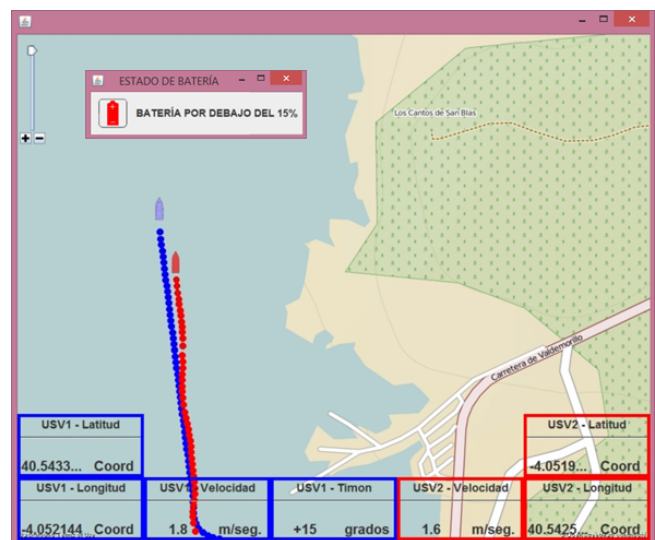 ESTADO DE BATERÍA
BATERÍA POR DEBAJO DEL 15%
Los Cantos de San Blas
Carretera de Valdemorillo
USV1 - Latitud
40.5433... Coord
USV2 - Latitud
-4.0519... Coord
USV1 - Longitud
-4.052144 Coord
USV1 - Velocidad
1.8 m/seg.
USV1 - Timon
+15 grados
USV2 - Velocidad
1.6 m/seg.
USV2 - Longitud
40.5425... Coord